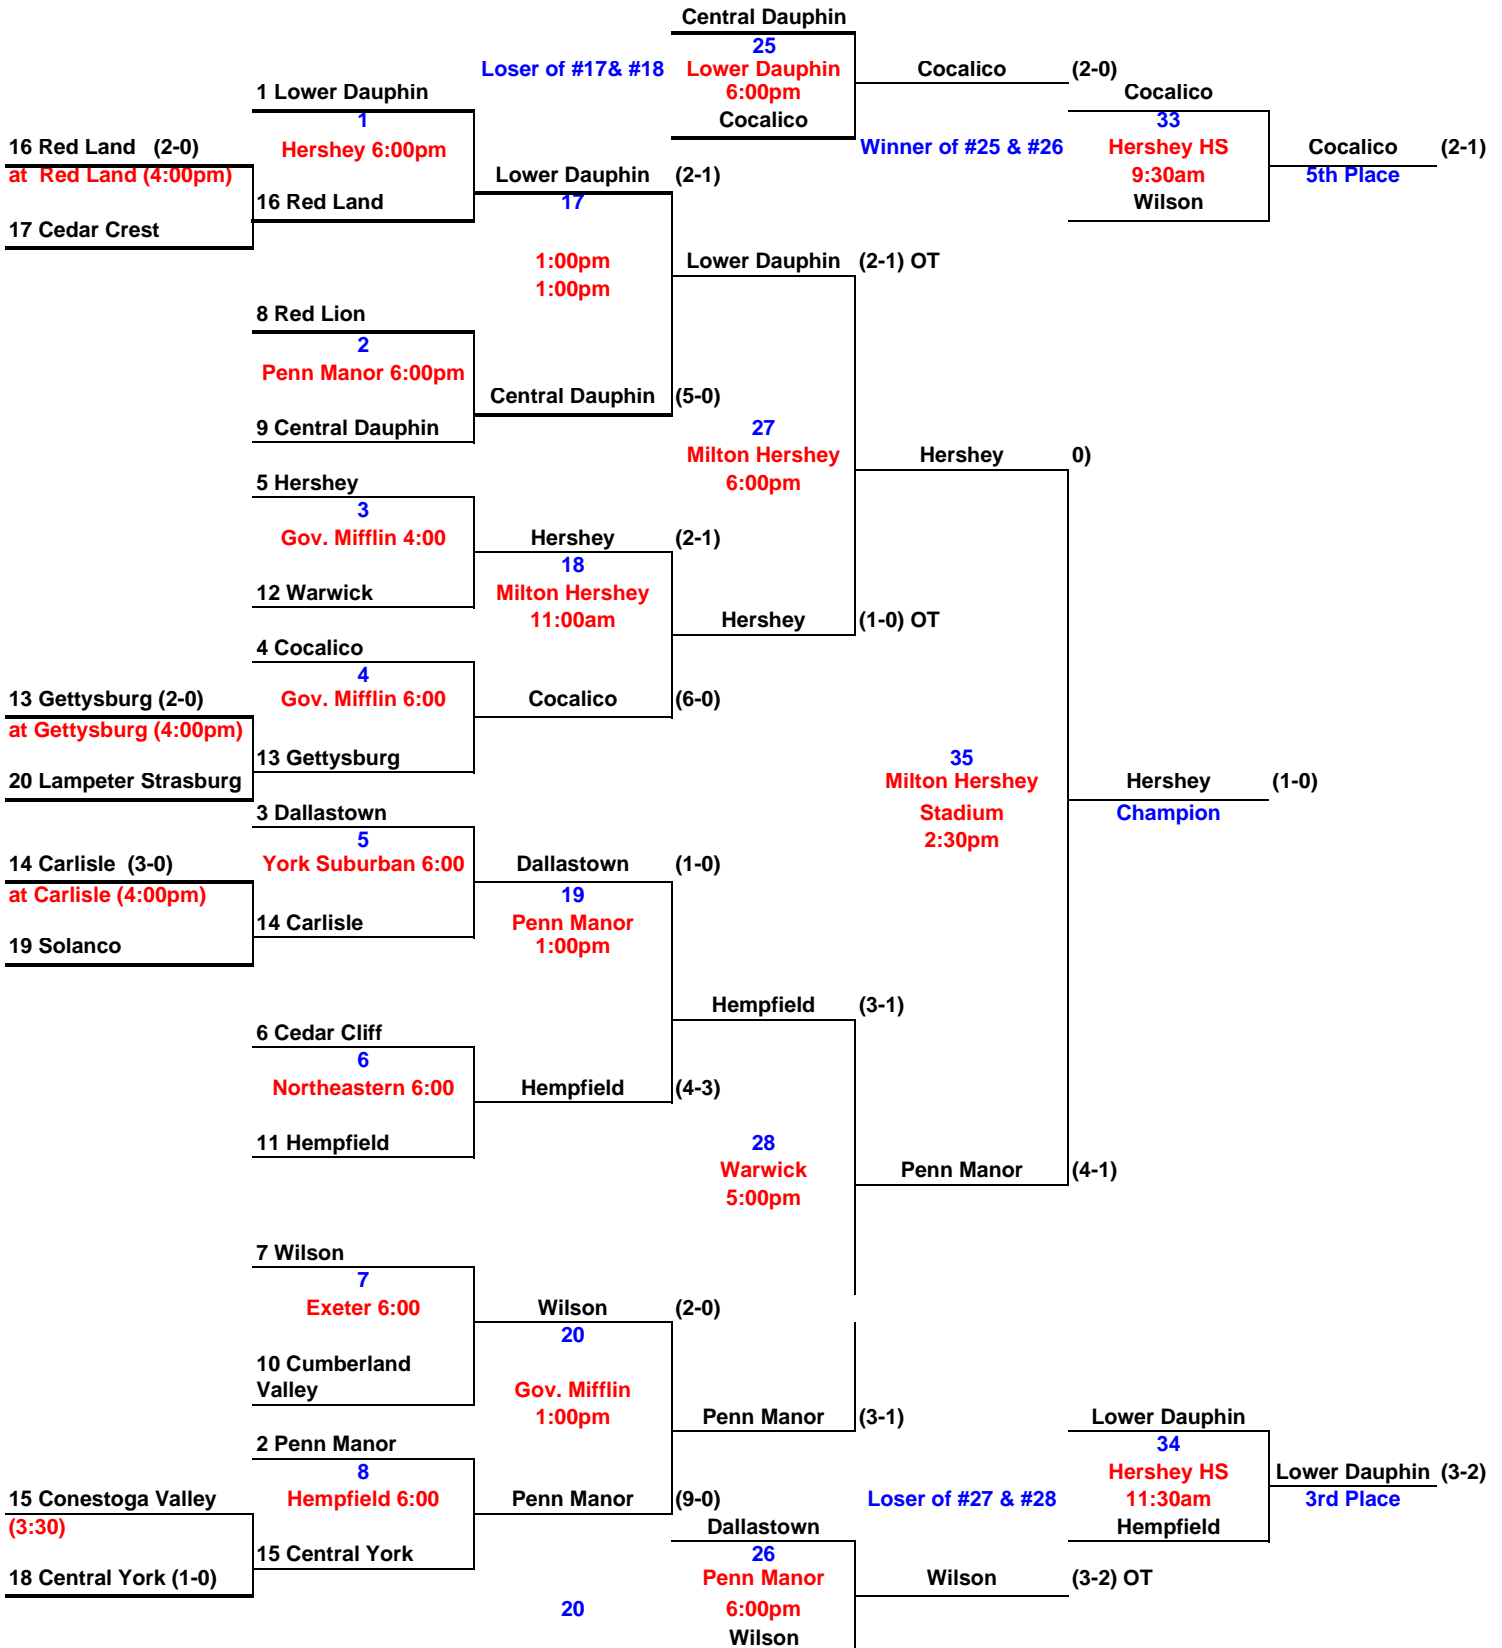 Central Dauphin
25
Loser of #17& #18 Lower Dauphin Cocalico (2-0)
1 Lower Dauphin 6:00pm Cocalico
1 Cocalico 33
16 Red Land (2-0) Hershey 6:00pm Winner of #25 & #26 Hershey HS Cocalico (2-1)
at Red Land (4:00pm) Lower Dauphin (2-1) 9:30am 5th Place
16 Red Land 17 Wilson
17 Cedar Crest
1:00pm Lower Dauphin (2-1) OT
1:00pm
8 Red Lion
2
Penn Manor 6:00pm
Central Dauphin (5-0)
9 Central Dauphin 27
Milton Hershey Hershey 0)
5 Hershey 6:00pm
3
Gov. Mifflin 4:00 Hershey (2-1)
18
12 Warwick Milton Hershey
11:00am Hershey (1-0) OT
4 Cocalico
4
13 Gettysburg (2-0) Gov. Mifflin 6:00 Cocalico (6-0)
at Gettysburg (4:00pm)
13 Gettysburg 35
20 Lampeter Strasburg Milton Hershey Hershey (1-0)
3 Dallastown Stadium Champion
5 2:30pm
14 Carlisle (3-0) York Suburban 6:00 Dallastown (1-0)
at Carlisle (4:00pm) 19
14 Carlisle Penn Manor
19 Solanco 1:00pm
Hempfield (3-1)
6 Cedar Cliff
6
Northeastern 6:00 Hempfield (4-3)
11 Hempfield 28
Warwick Penn Manor (4-1)
5:00pm
7 Wilson
7
Exeter 6:00 Wilson (2-0)
20
10 Cumberland
Valley Gov. Mifflin
1:00pm Penn Manor (3-1) Lower Dauphin
2 Penn Manor 34
8 Hershey HS Lower Dauphin (3-2)
15 Conestoga Valley Hempfield 6:00 Penn Manor (9-0) Loser of #27 & #28 11:30am 3rd Place
(3:30) Dallastown Hempfield
15 Central York 26
18 Central York (1-0) Penn Manor Wilson (3-2) OT
20 6:00pm
Wilson